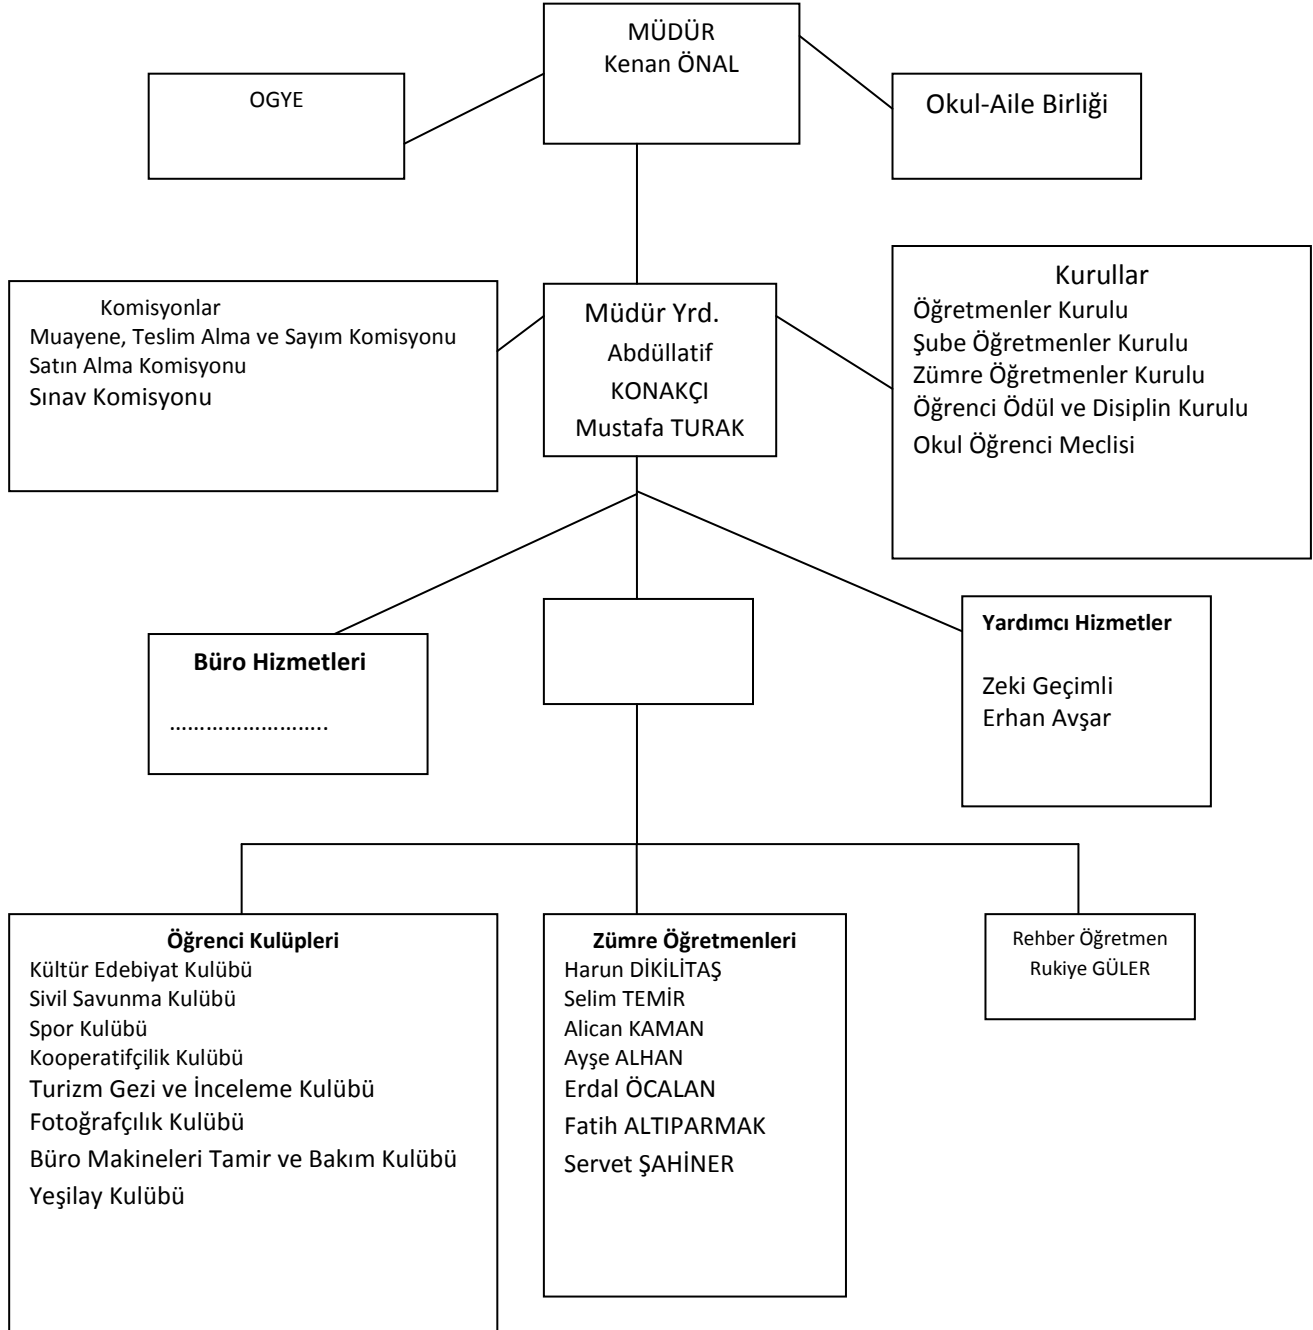 MÜDÜR
Kenan ÖNAL
OGYE
Okul-Aile Birliği
Komisyonlar
Muayene, Teslim Alma ve Sayım Komisyonu
Satın Alma Komisyonu
Sınav Komisyonu
Müdür Yrd.
Abdüllatif
KONAKÇI
Mustafa TURAK
Kurullar
Öğretmenler Kurulu
Şube Öğretmenler Kurulu
Zümre Öğretmenler Kurulu
Öğrenci Ödül ve Disiplin Kurulu
Okul Öğrenci Meclisi
Büro Hizmetleri
……………………..
Yardımcı Hizmetler
Zeki Geçimli
Erhan Avşar
Öğrenci Kulüpleri
Kültür Edebiyat Kulübü
Sivil Savunma Kulübü
Spor Kulübü
Kooperatifçilik Kulübü
Turizm Gezi ve İnceleme Kulübü
Fotoğrafçılık Kulübü
Büro Makineleri Tamir ve Bakım Kulübü
Yeşilay Kulübü
Zümre Öğretmenleri
Harun DİKİLİTAŞ
Selim TEMİR
Alican KAMAN
Ayşe ALHAN
Erdal ÖCALAN
Fatih ALTIPARMAK
Servet ŞAHİNER
Rehber Öğretmen
Rukiye GÜLER